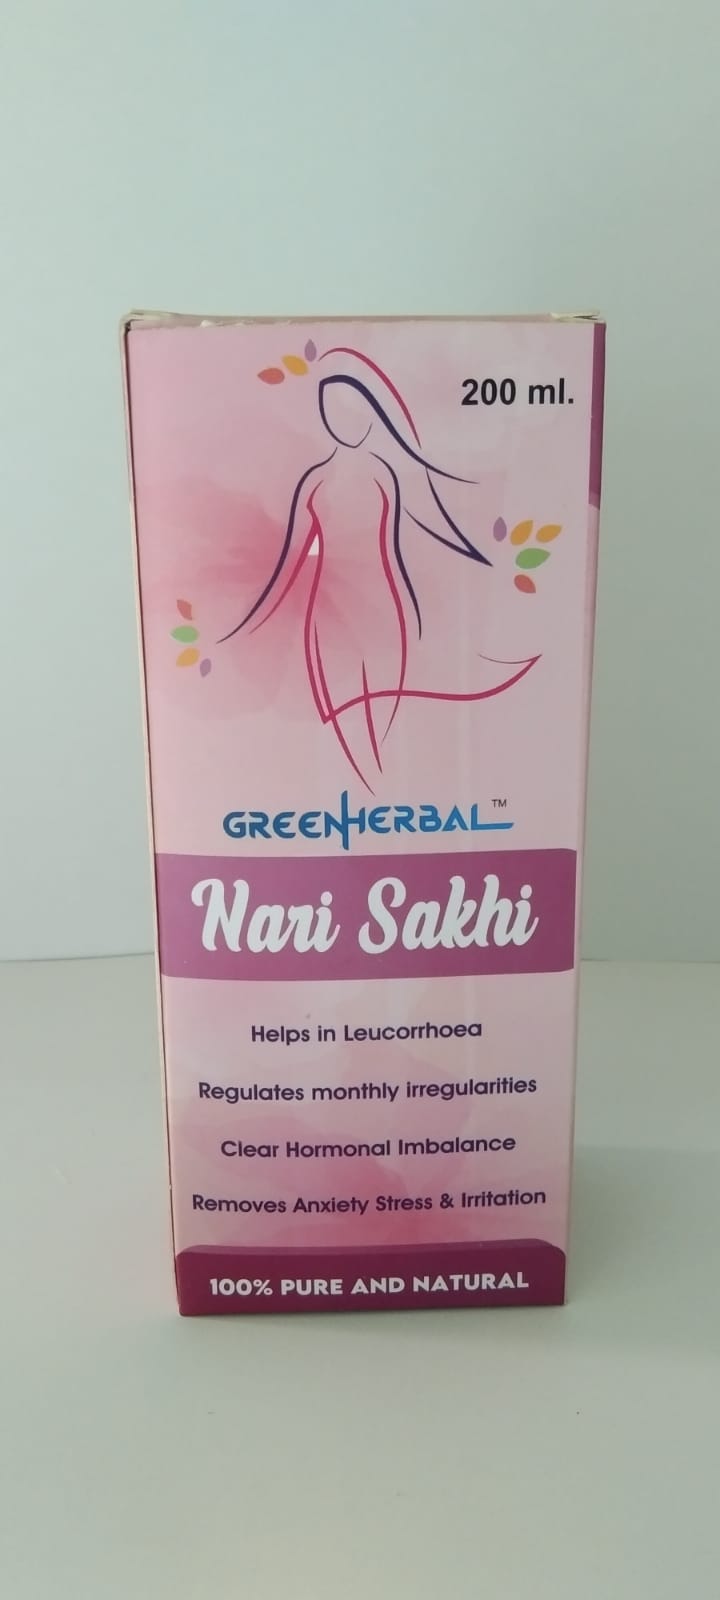 200 ml.
GREENHERBAL™
Nari Sakhi
Helps in Leucorrhoea
Regulates monthly irregularities
Clear Hormonal Imbalance
Removes Anxiety Stress & Irritation
100% PURE AND NATURAL